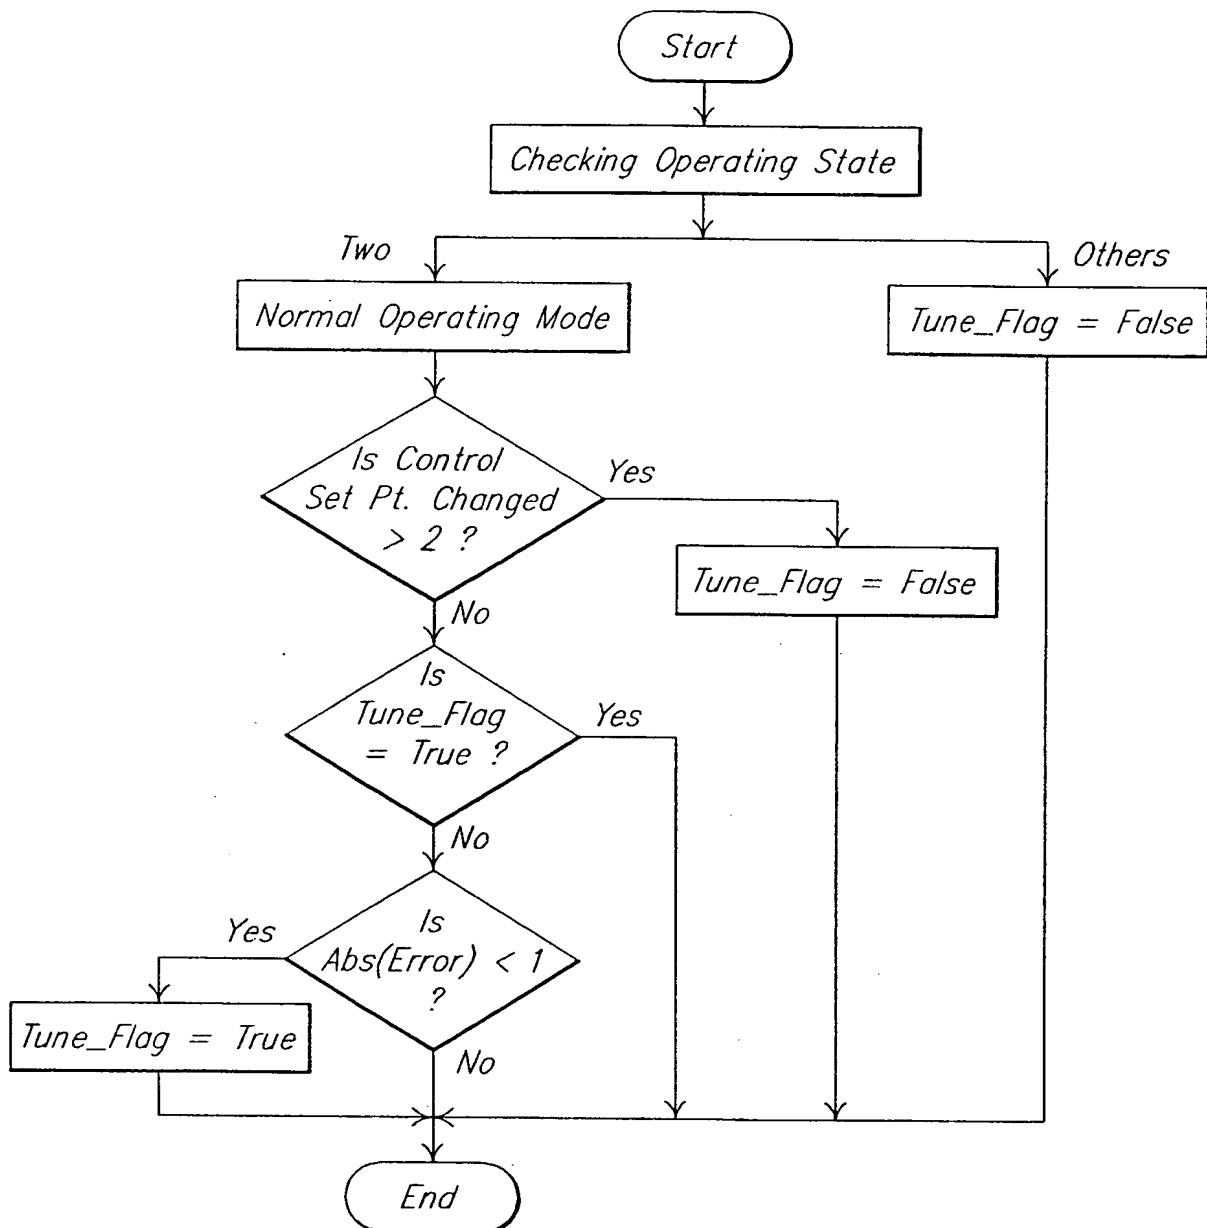 Start
Checking Operating State
Two
Others
Normal Operating Mode
Tune_Flag = False
Is Control
Set Pt. Changed
> 2 ?
Yes
Tune_Flag = False
No
Is
Tune_Flag
= True ?
Yes
No
Is
Abs(Error) < 1
?
Yes
Tune_Flag = True
No
End